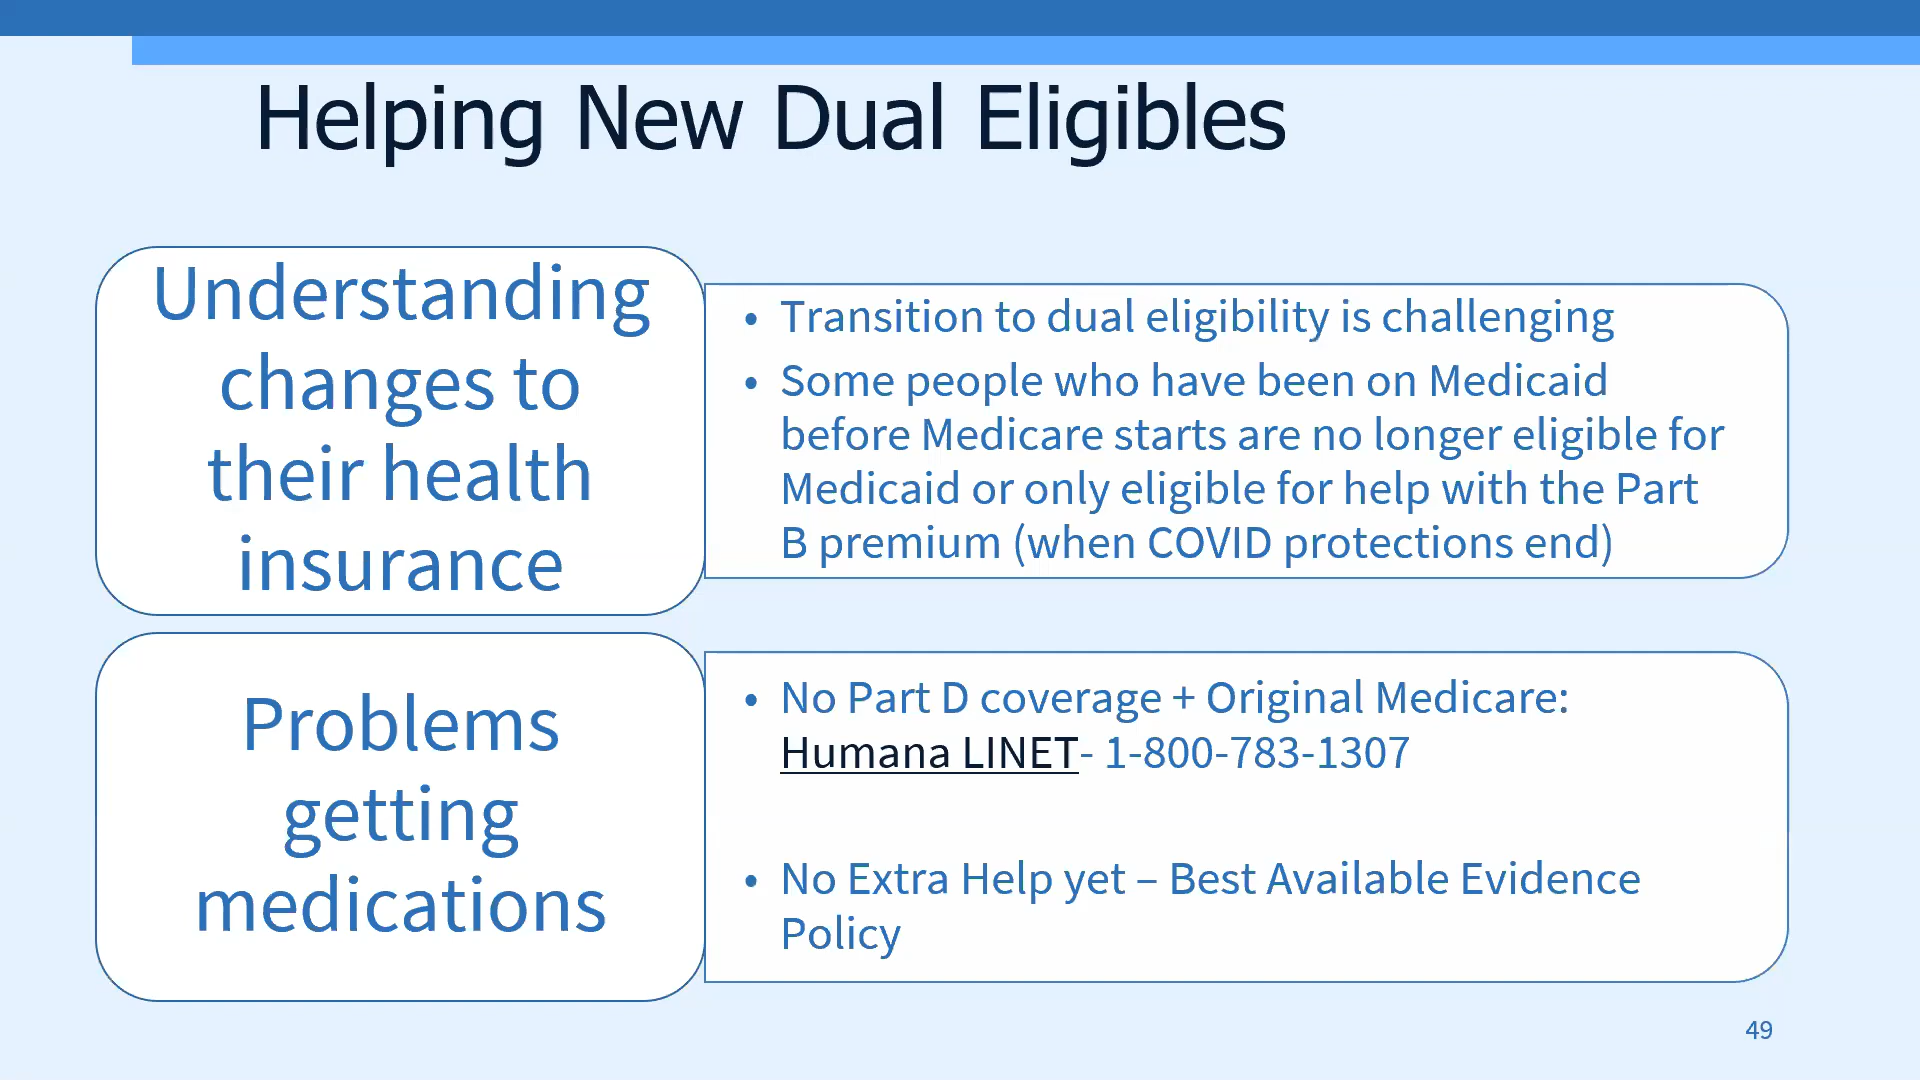 Helping New Dual Eligibles
Understanding
changes to
their health
insurance
• Transition to dual eligibility is challenging
• Some people who have been on Medicaid
before Medicare starts are no longer eligible for
Medicaid or only eligible for help with the Part
B premium (when COVID protections end)
Problems
getting
medications
• No Part D coverage + Original Medicare:
Humana LINET- 1-800-783-1307
• No Extra Help yet – Best Available Evidence
Policy
49